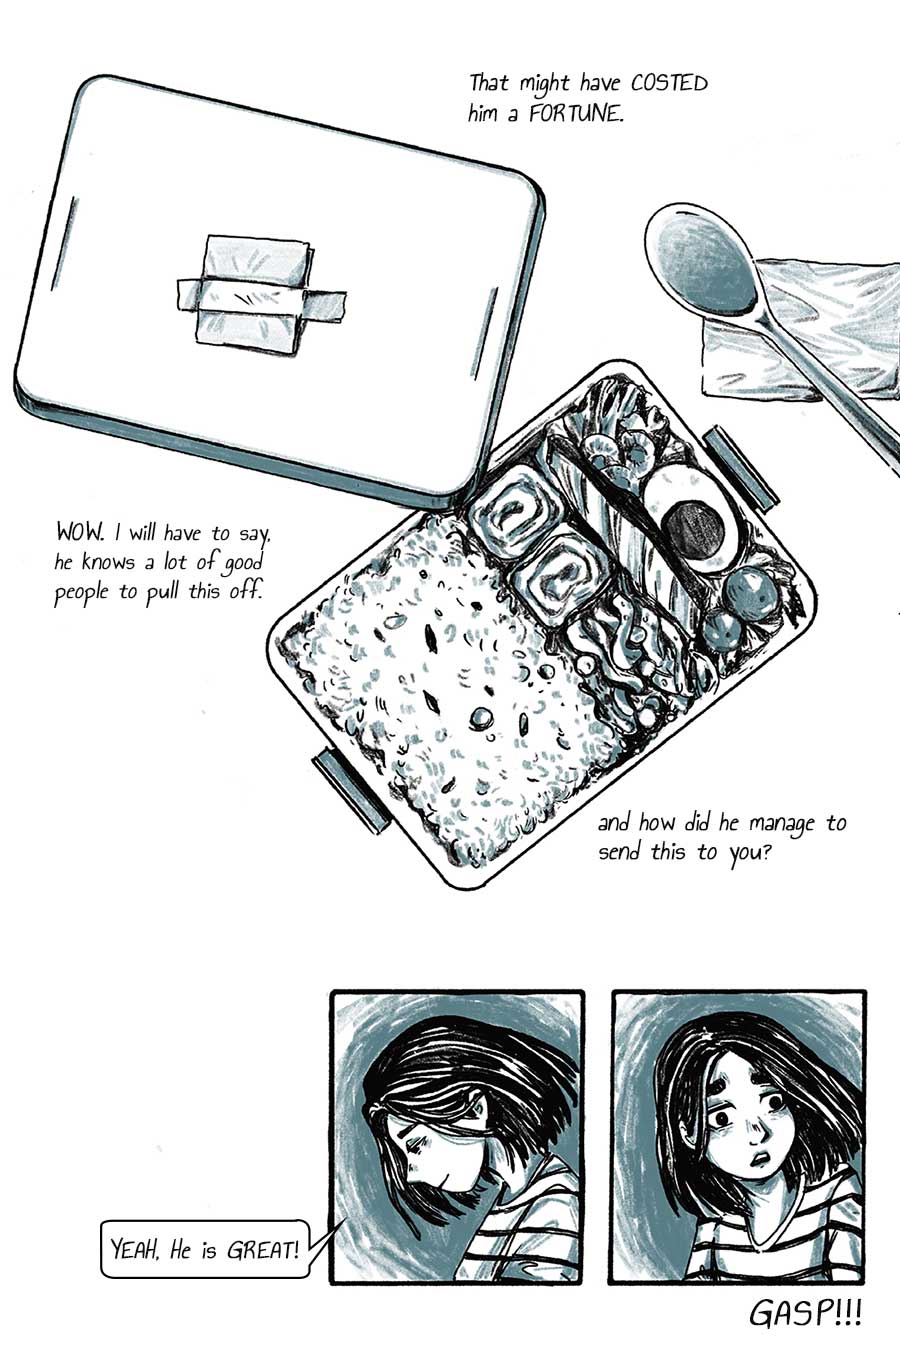 That might have COSTED
him a FORTUNE.
WOW. I will have to say,
he knows a lot of good
people to pull this off.
and how did he manage to
send this to you?
YEAH, He is GREAT!
GASP!!!